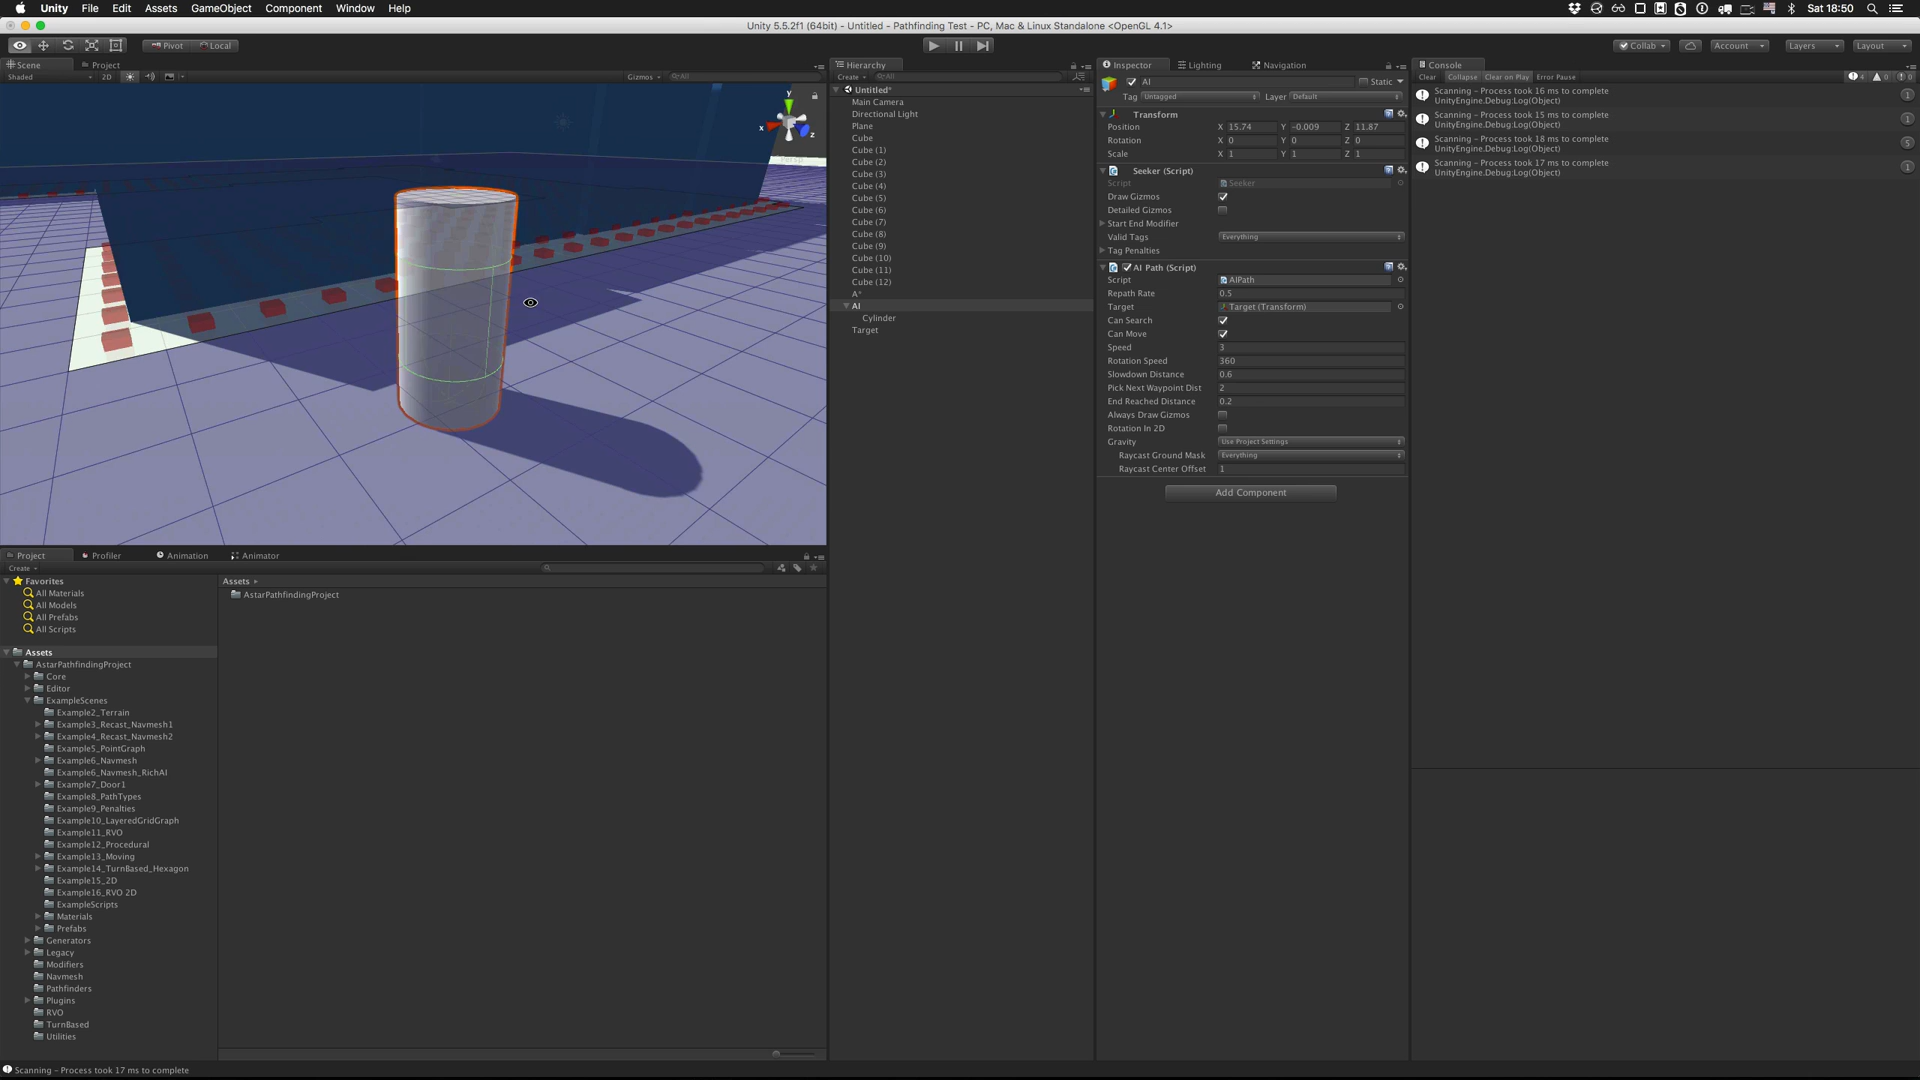 Unity File Edit Assets GameObject Component Window Help
Sat 18:50
Unity 5.5.2f1 (64bit) - Untitled - Pathfinding Test - PC, Mac & Linux Standalone <OpenGL 4.1>
Pivot Local
Collab Account Layers Layout
Scene Project
Shaded 2D Gizmos All
y
x
z
Persp
Hierarchy
Create All
Untitled*
Main Camera
Directional Light
Plane
Cube
Cube (1)
Cube (2)
Cube (3)
Cube (4)
Cube (5)
Cube (6)
Cube (7)
Cube (8)
Cube (9)
Cube (10)
Cube (11)
Cube (12)
A*
AI
Cylinder
Target
Inspector Lighting Navigation
AI Static
Tag Untagged Layer Default
Transform
Position X 15.74 Y -0.009 Z 11.87
Rotation X 0 Y 0 Z 0
Scale X 1 Y 1 Z 1
Seeker (Script)
Script Seeker
Draw Gizmos
Detailed Gizmos
Start End Modifier
Valid Tags Everything
Tag Penalties
AI Path (Script)
Script AIPath
Repath Rate 0.5
Target Target (Transform)
Can Search
Can Move
Speed 3
Rotation Speed 360
Slowdown Distance 0.6
Pick Next Waypoint Dist 2
End Reached Distance 0.2
Always Draw Gizmos
Rotation In 2D
Gravity Use Project Settings
Raycast Ground Mask Everything
Raycast Center Offset 1
Add Component
Console
Clear Collapse Clear on Play Error Pause 4 0 0
Scanning - Process took 16 ms to complete
UnityEngine.Debug:Log(Object)
1
Scanning - Process took 15 ms to complete
UnityEngine.Debug:Log(Object)
1
Scanning - Process took 18 ms to complete
UnityEngine.Debug:Log(Object)
5
Scanning - Process took 17 ms to complete
UnityEngine.Debug:Log(Object)
1
Project Profiler Animation Animator
Create
Favorites
All Materials
All Models
All Prefabs
All Scripts
Assets
AstarPathfindingProject
Core
Editor
ExampleScenes
Example2_Terrain
Example3_Recast_Navmesh1
Example4_Recast_Navmesh2
Example5_PointGraph
Example6_Navmesh
Example6_Navmesh_RichAI
Example7_Door1
Example8_PathTypes
Example9_Penalties
Example10_LayeredGridGraph
Example11_RVO
Example12_Procedural
Example13_Moving
Example14_TurnBased_Hexagon
Example15_2D
Example16_RVO 2D
ExampleScripts
Materials
Prefabs
Generators
Legacy
Modifiers
Navmesh
Pathfinders
Plugins
RVO
TurnBased
Utilities
Assets
AstarPathfindingProject
Scanning - Process took 17 ms to complete